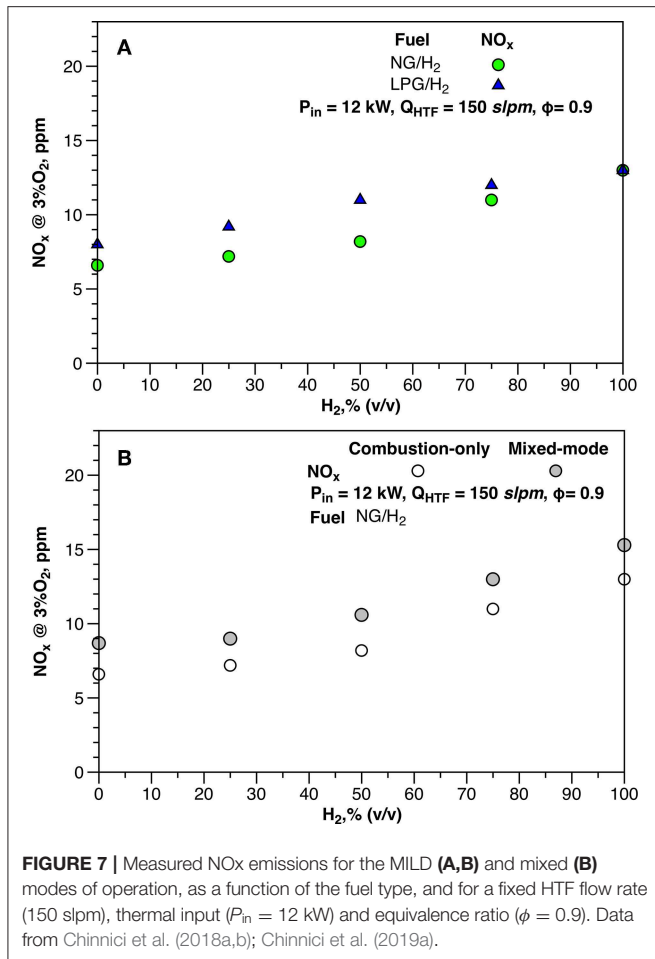 A
Fuel NOx
NG/H2
LPG/H2
Pin = 12 kW, QHTF = 150 slpm, ϕ= 0.9
NOx @ 3%O2, ppm
20
15
10
5
0
0 10 20 30 40 50 60 70 80 90 100
H2,% (v/v)
B
Combustion-only Mixed-mode
NOx
Pin = 12 kW, QHTF = 150 slpm, ϕ= 0.9
Fuel NG/H2
NOx @ 3%O2, ppm
20
15
10
5
0
0 10 20 30 40 50 60 70 80 90 100
H2,% (v/v)
FIGURE 7 | Measured NOx emissions for the MILD (A,B) and mixed (B)
modes of operation, as a function of the fuel type, and for a fixed HTF flow rate
(150 slpm), thermal input (Pin = 12 kW) and equivalence ratio (ϕ = 0.9). Data
from Chinnici et al. (2018a,b); Chinnici et al. (2019a).